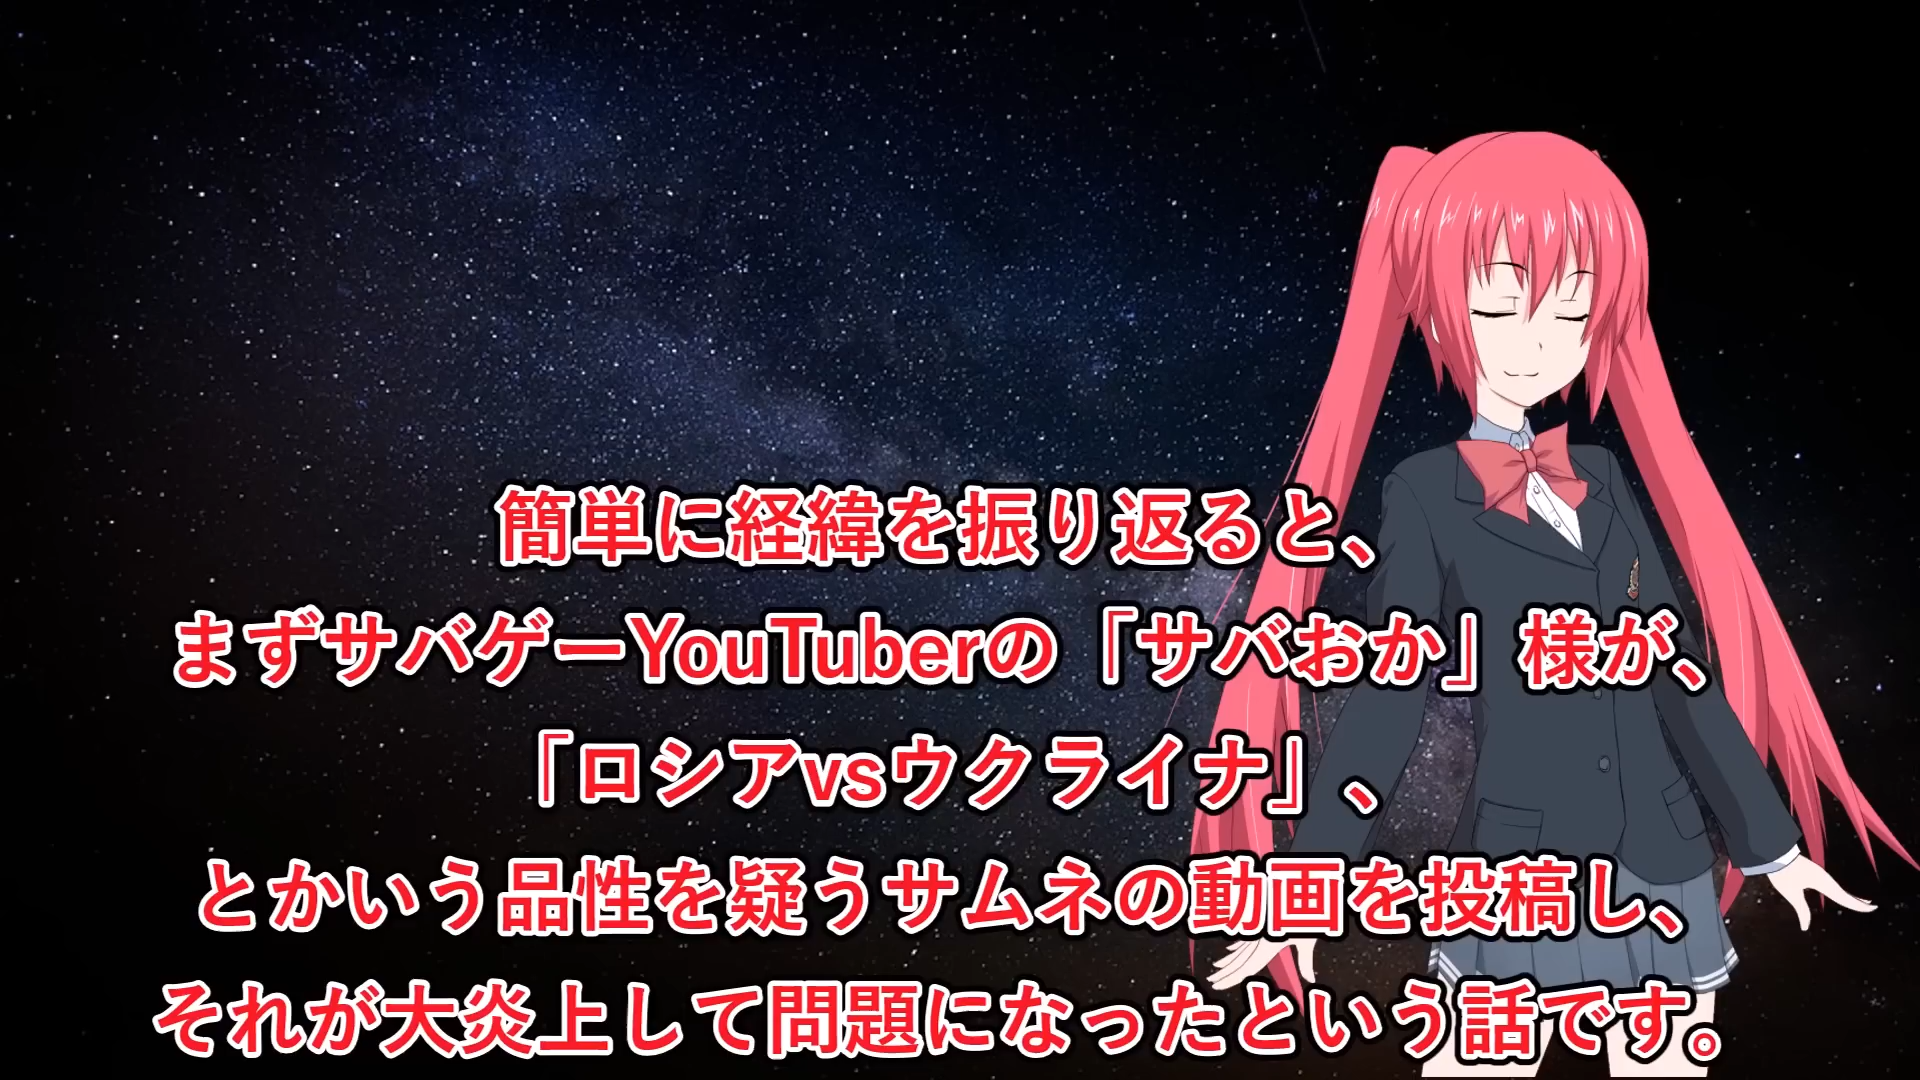 簡単に経緯を振り返ると、
まずサバゲーYouTuberの「サバおか」様が、
「ロシアvsウクライナ」、
とかいう品性を疑うサムネの動画を投稿し、
それが大炎上して問題になったという話です。